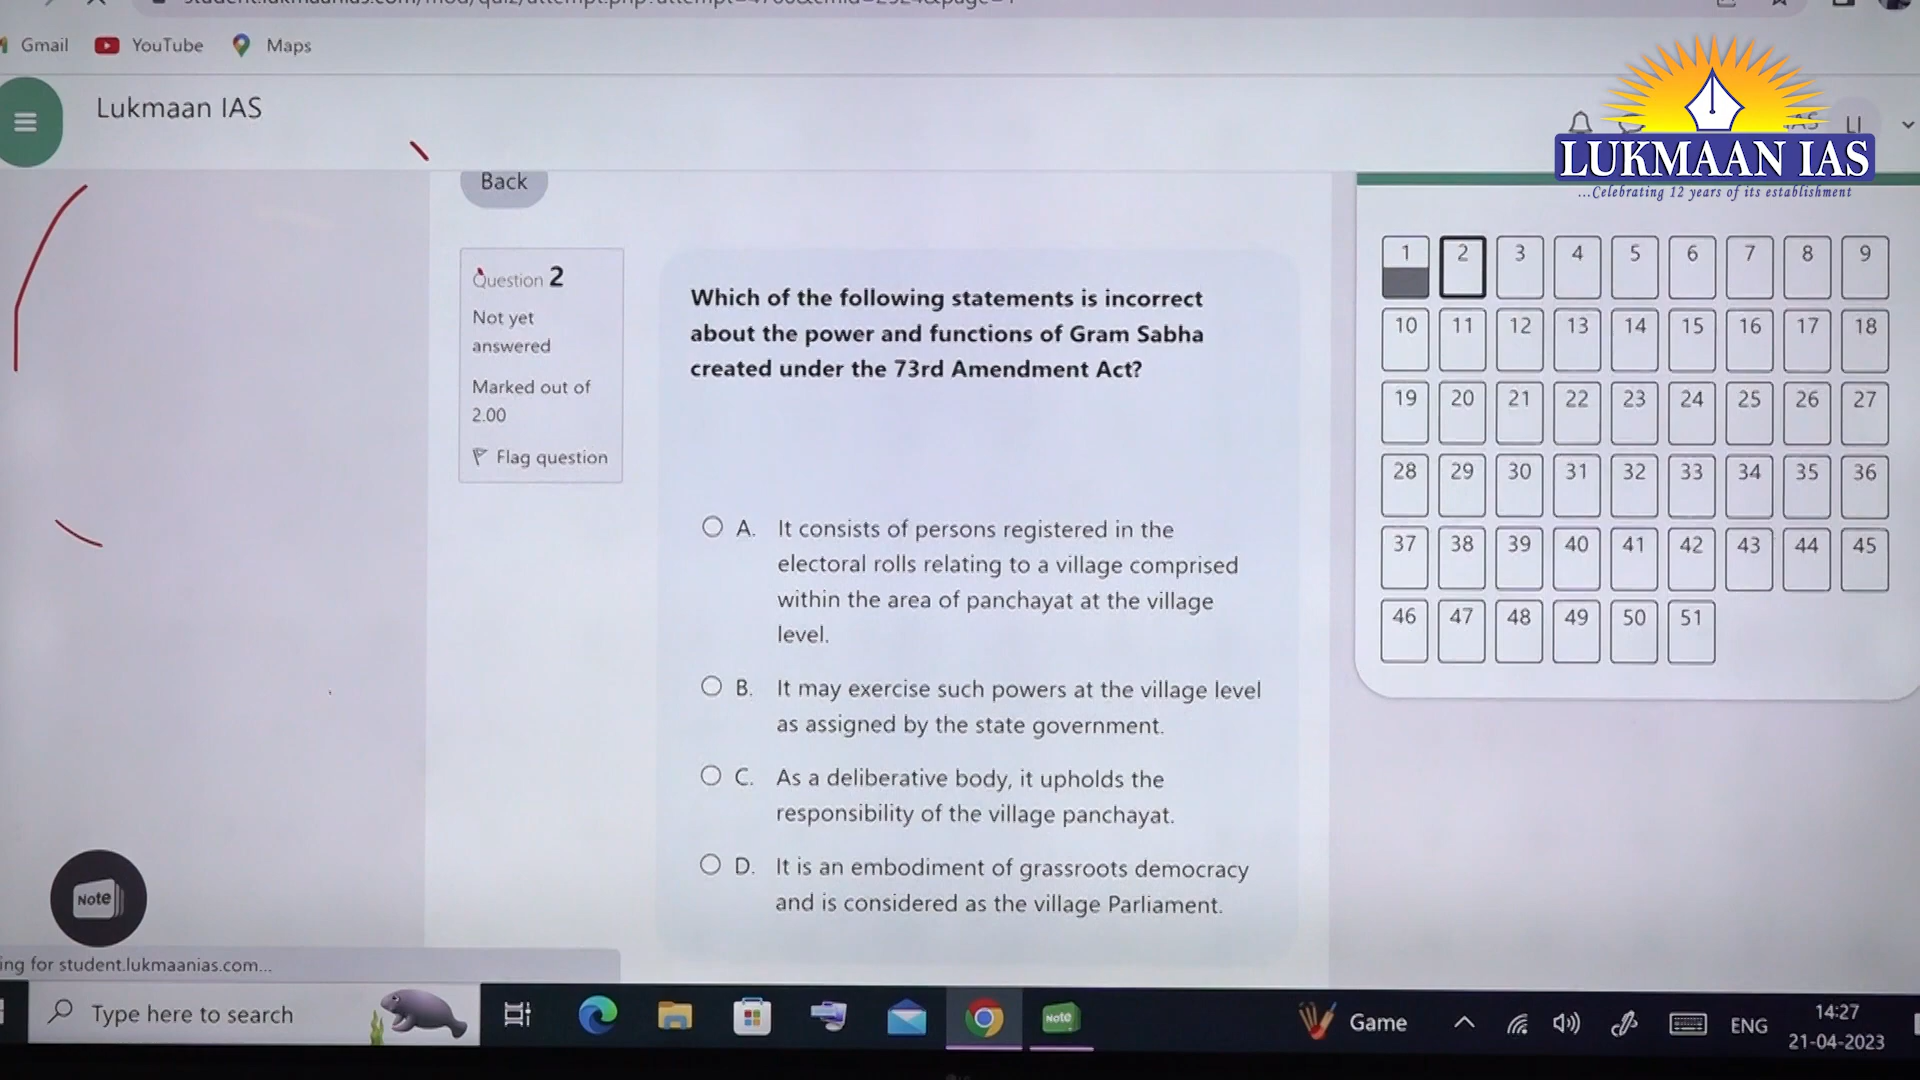 Gmail YouTube Maps
Lukmaan IAS
LI
LUKMAAN IAS
...Celebrating 12 years of its establishment
Back
Question 2
Not yet
answered
Marked out of
2.00
Flag question
Which of the following statements is incorrect
about the power and functions of Gram Sabha
created under the 73rd Amendment Act?
A. It consists of persons registered in the
electoral rolls relating to a village comprised
within the area of panchayat at the village
level.
B. It may exercise such powers at the village level
as assigned by the state government.
C. As a deliberative body, it upholds the
responsibility of the village panchayat.
D. It is an embodiment of grassroots democracy
and is considered as the village Parliament.
1 2 3 4 5 6 7 8 9
10 11 12 13 14 15 16 17 18
19 20 21 22 23 24 25 26 27
28 29 30 31 32 33 34 35 36
37 38 39 40 41 42 43 44 45
46 47 48 49 50 51
Note
ing for student.lukmaanias.com...
Type here to search
Note
Game
ENG
14:27
21-04-2023